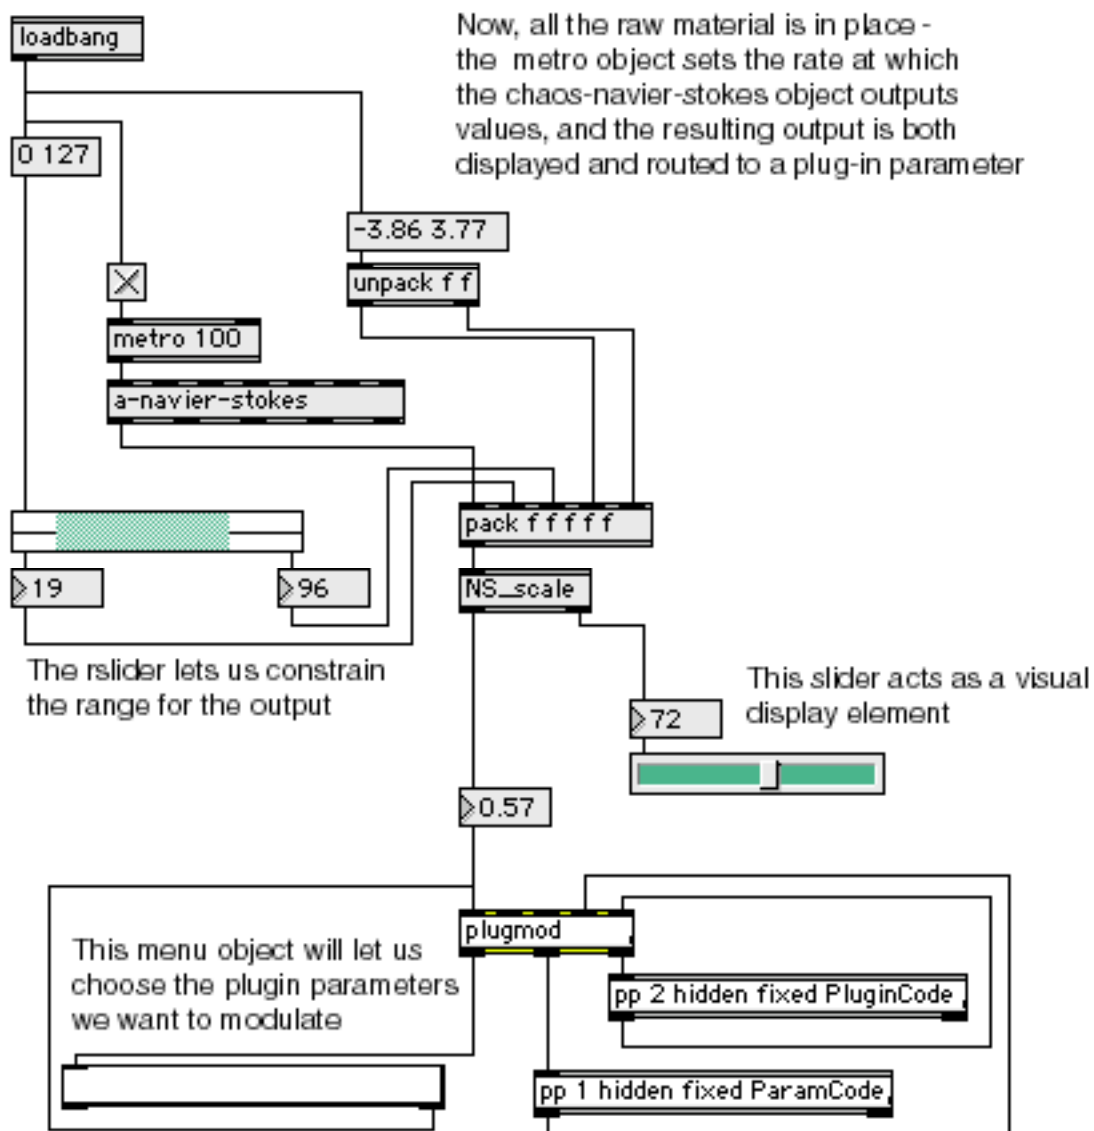 loadbang
Now, all the raw material is in place -
the metro object sets the rate at which
the chaos-navier-stokes object outputs
values, and the resulting output is both
displayed and routed to a plug-in parameter
0 127
-3.86 3.77
unpack f f
metro 100
a-navier-stokes
pack f f f f f
19
96
NS_scale
The rslider lets us constrain
the range for the output
This slider acts as a visual
display element
72
0.57
plugmod
This menu object will let us
choose the plugin parameters
we want to modulate
pp 2 hidden fixed PluginCode
pp 1 hidden fixed ParamCode